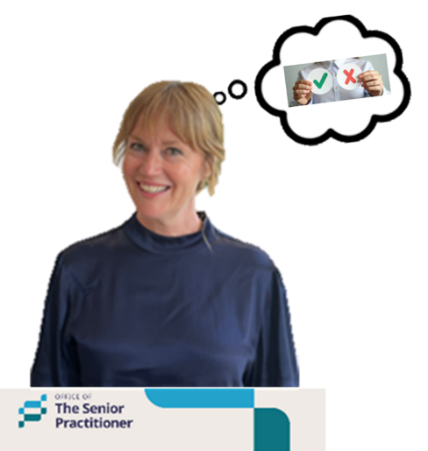 OFFICE OF
The Senior
Practitioner